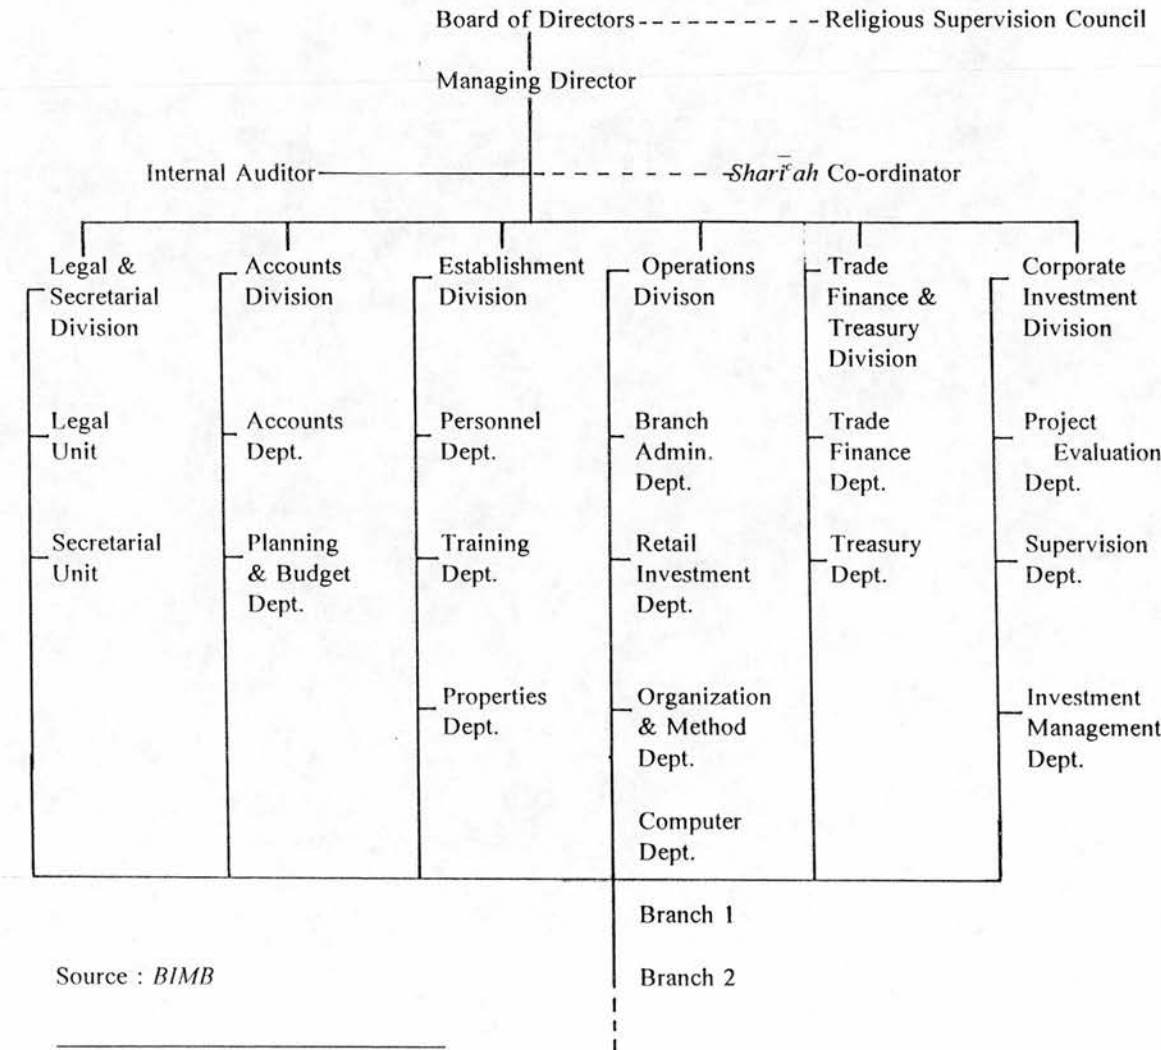 Board of Directors Religious Supervision Council
Managing Director
Internal Auditor Sharīʿah Co-ordinator
Legal &
Secretarial
Division
Accounts
Division
Establishment
Division
Operations
Divison
Trade
Finance &
Treasury
Division
Corporate
Investment
Division
Legal
Unit
Accounts
Dept.
Personnel
Dept.
Branch
Admin.
Dept.
Trade
Finance
Dept.
Project
Evaluation
Dept.
Secretarial
Unit
Planning
& Budget
Dept.
Training
Dept.
Retail
Investment
Dept.
Treasury
Dept.
Supervision
Dept.
Properties
Dept.
Organization
& Method
Dept.
Investment
Management
Dept.
Computer
Dept.
Branch 1
Source : BIMB
Branch 2